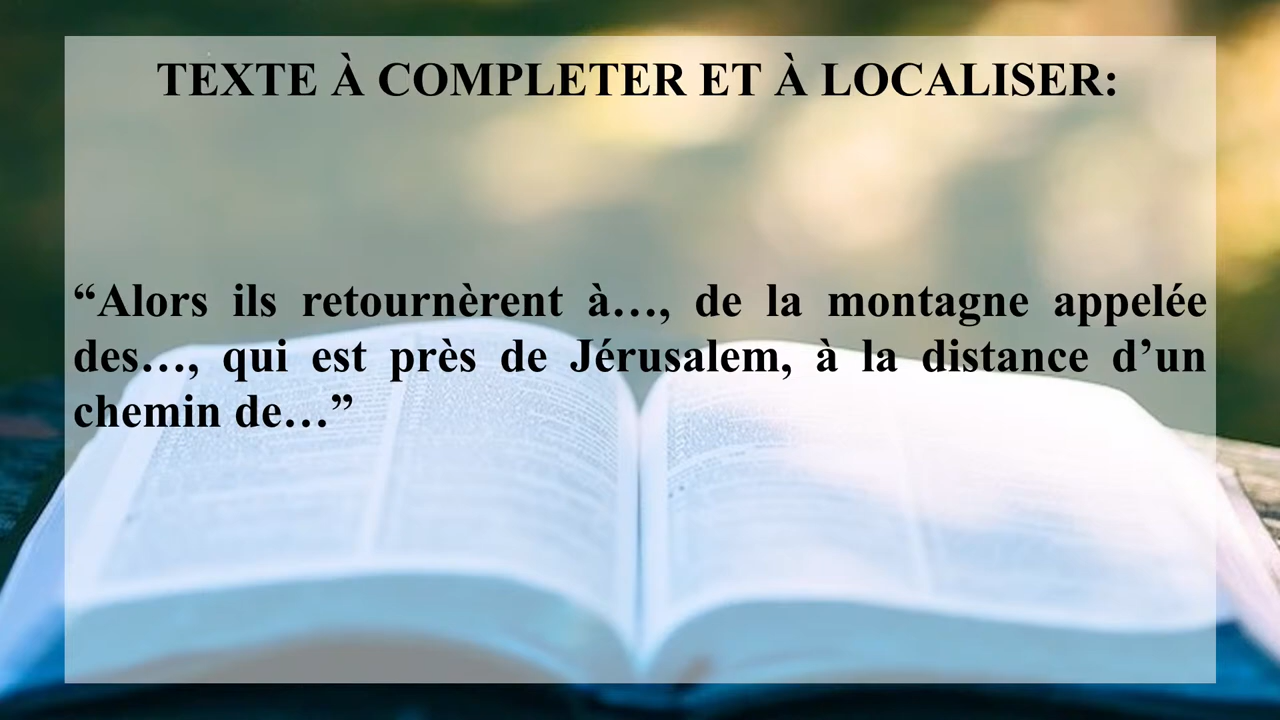 TEXTE À COMPLETER ET À LOCALISER:
“Alors ils retournèrent à…, de la montagne appelée
des…, qui est près de Jérusalem, à la distance d’un
chemin de…”